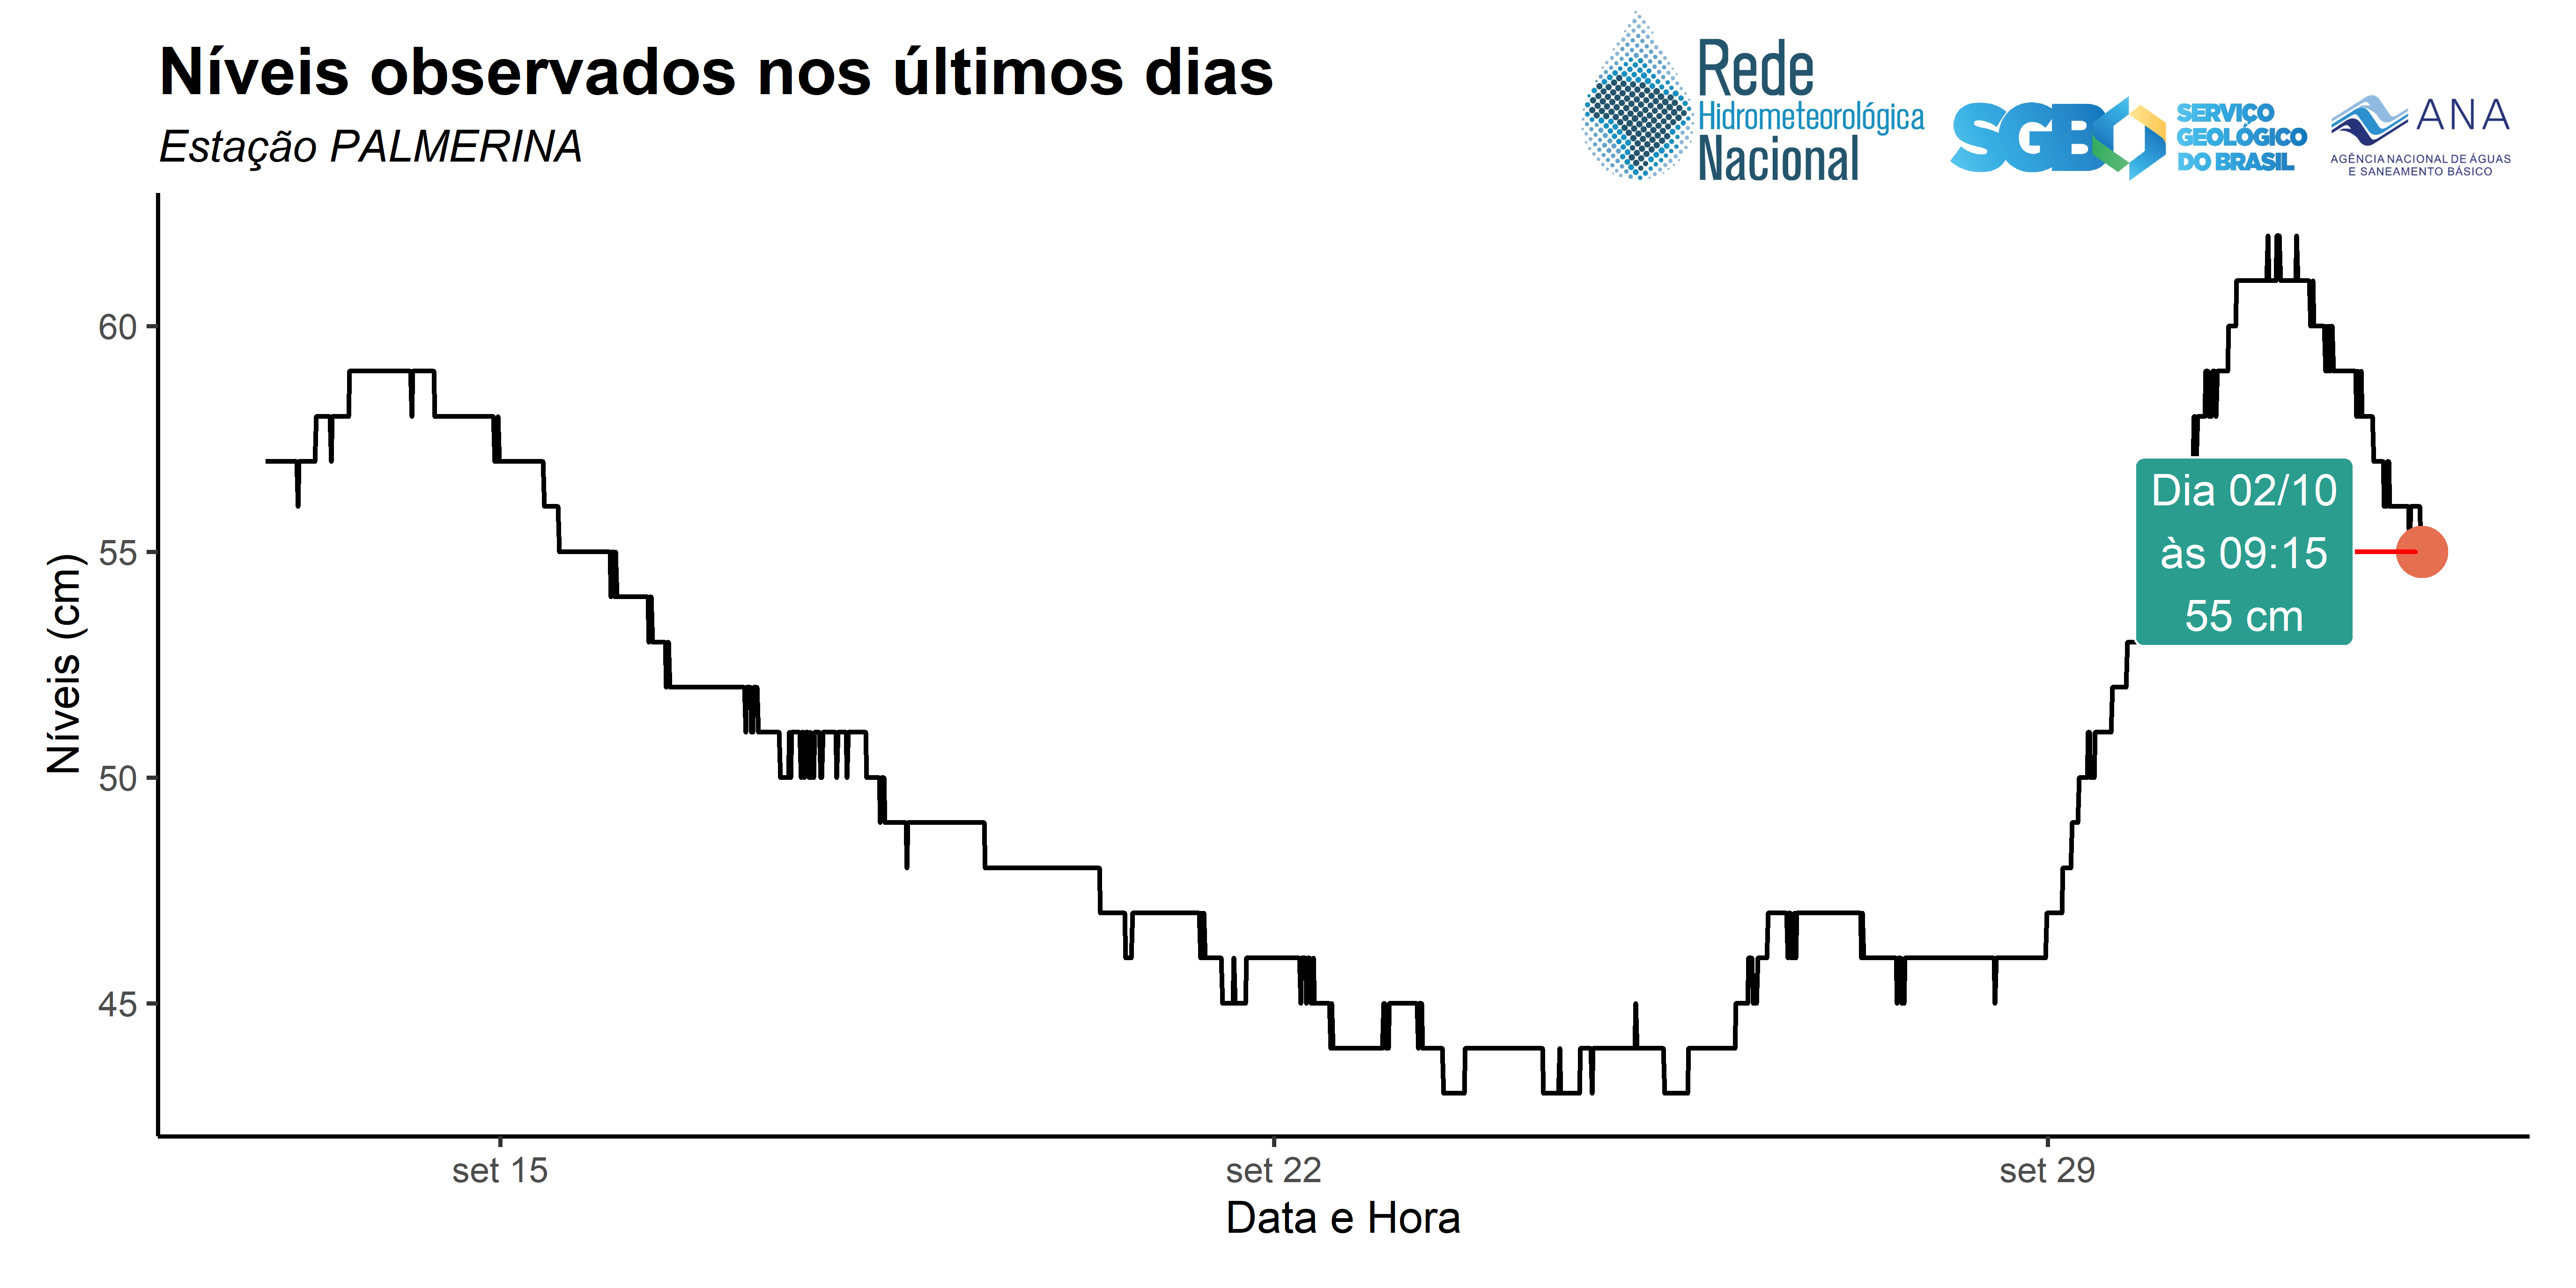 Níveis observados nos últimos dias
Estação PALMERINA
Rede
Hidrometeorológica
Nacional
SGB
SERVIÇO
GEOLÓGICO
DO BRASIL
ANA
AGÊNCIA NACIONAL DE ÁGUAS
E SANEAMENTO BÁSICO
Níveis (cm)
60
55
50
45
Dia 02/10
às 09:15
55 cm
set 15
set 22
set 29
Data e Hora